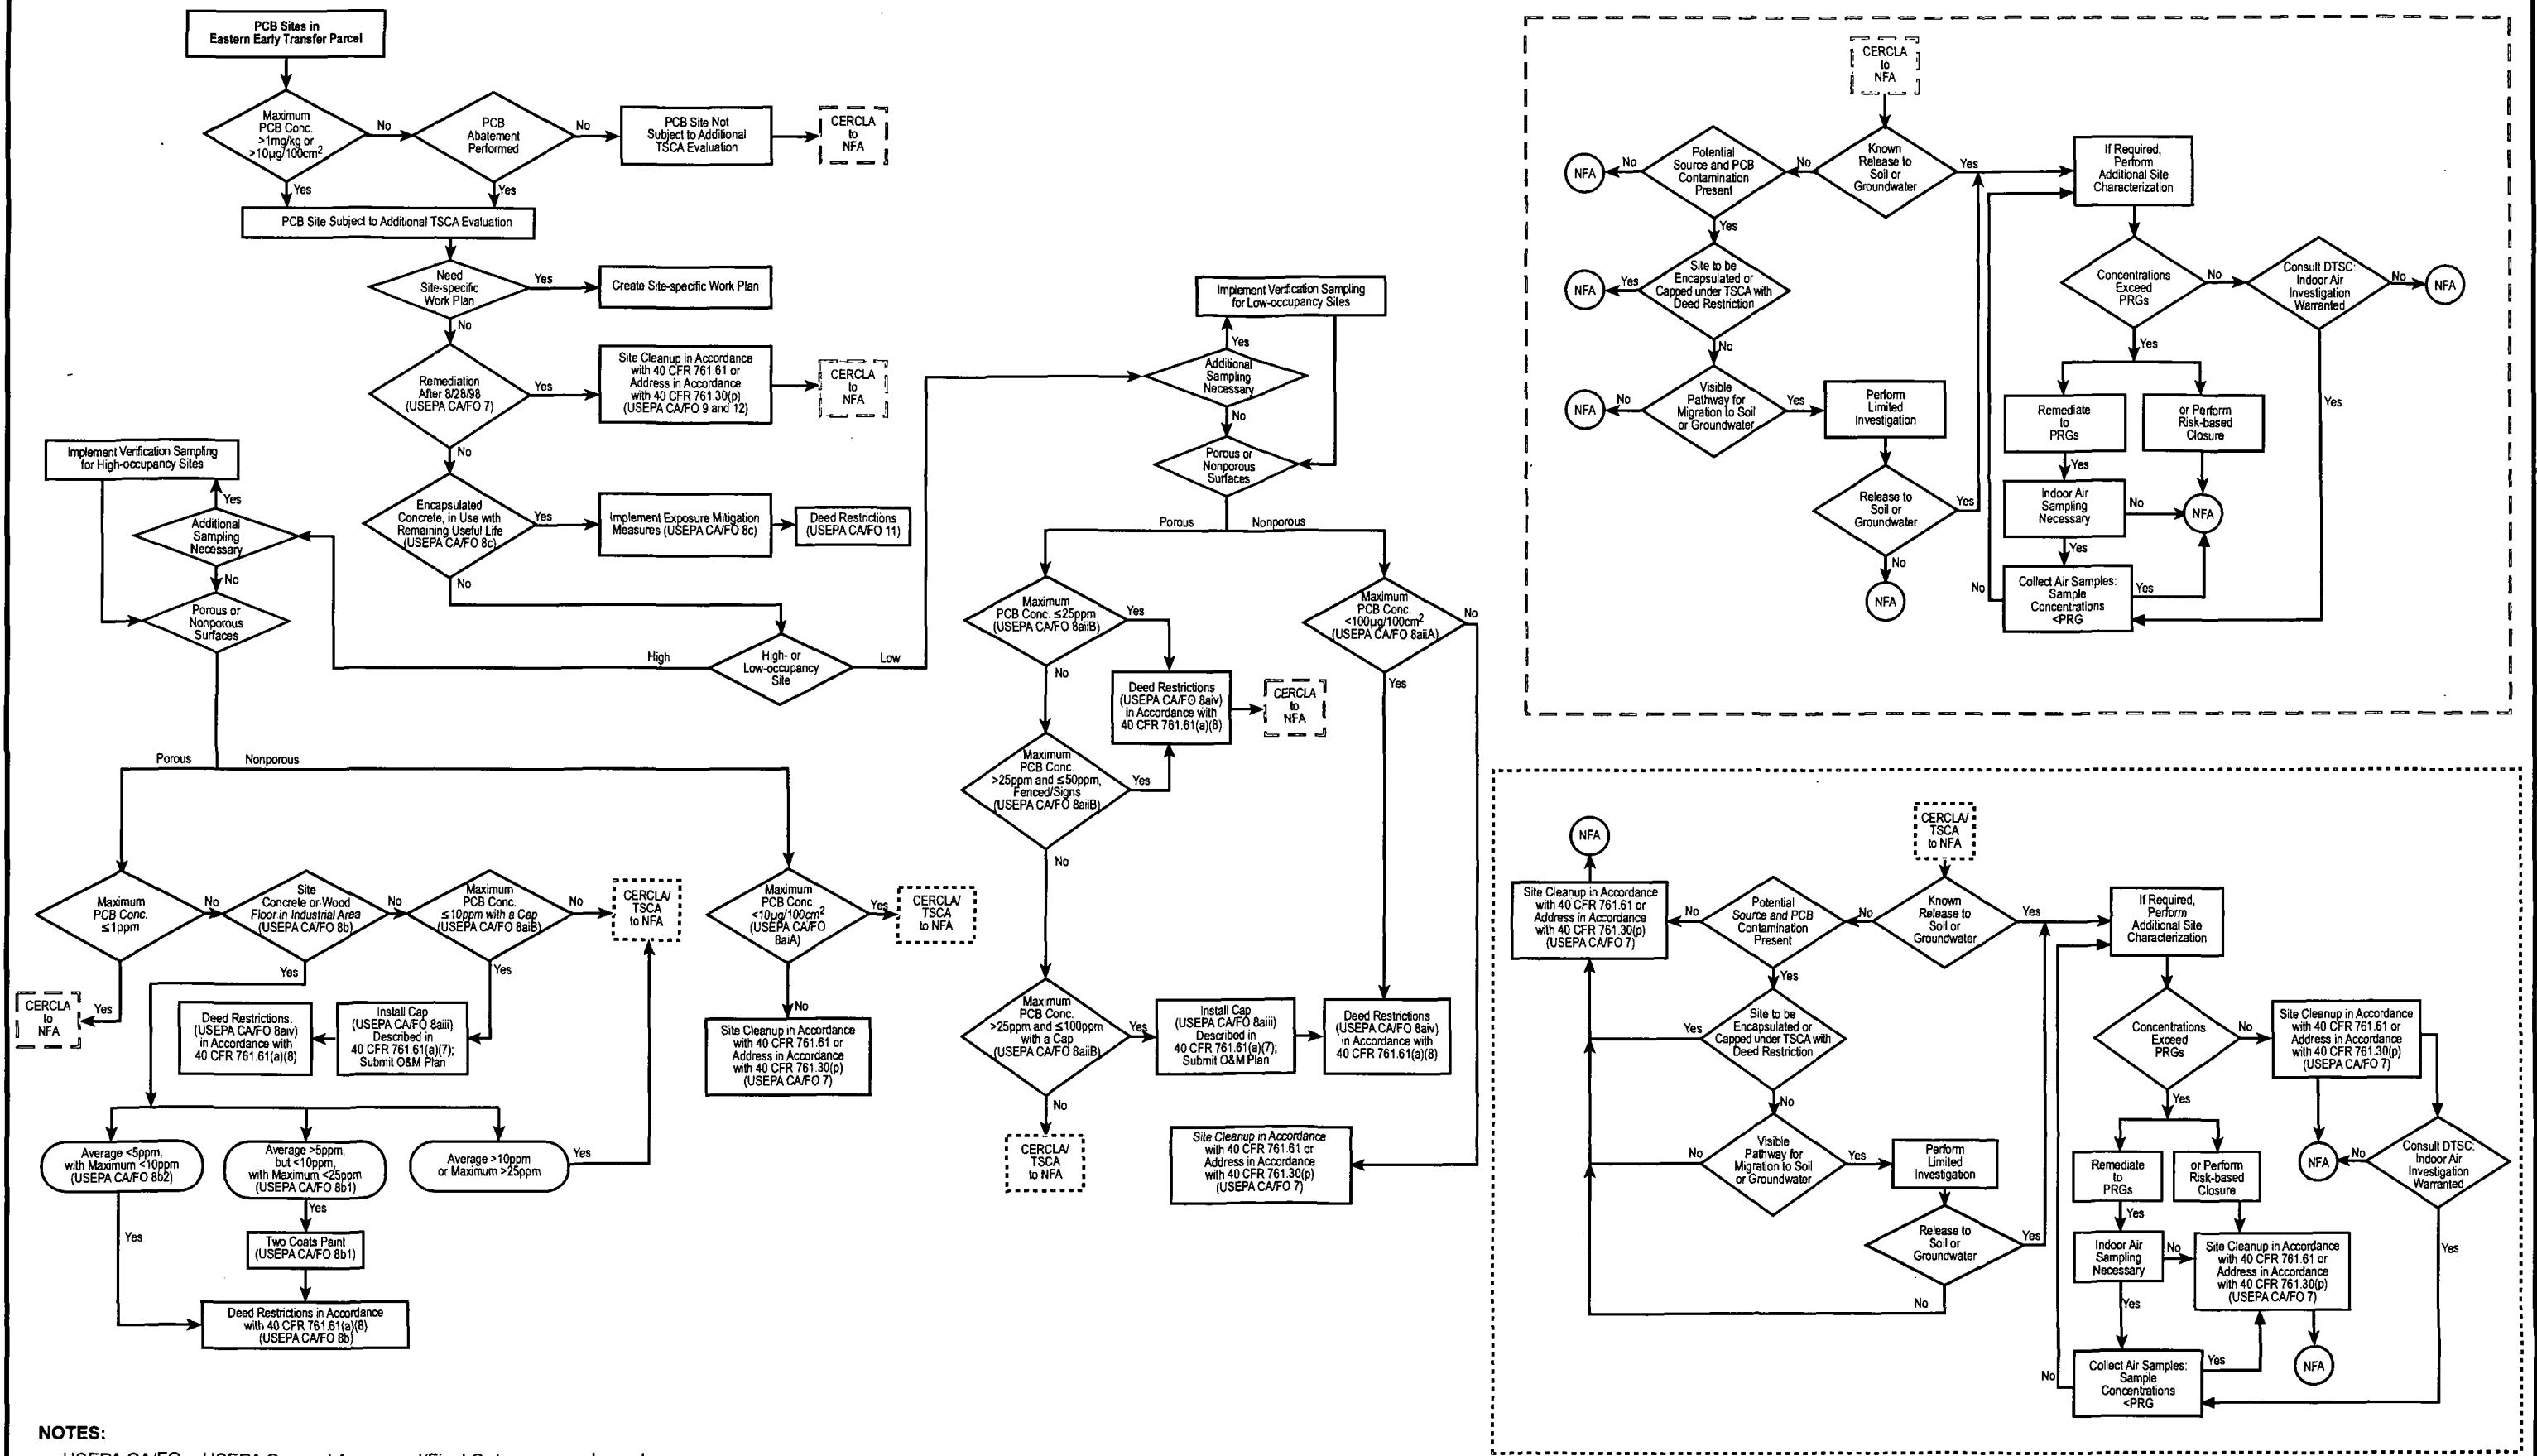 PCB Sites in
Eastern Early Transfer Parcel
Maximum
PCB Conc.
>1mg/kg or
>10µg/100cm²
No
Yes
PCB
Abatement
Performed
No
Yes
PCB Site Not
Subject to Additional
TSCA Evaluation
CERCLA
to
NFA
PCB Site Subject to Additional TSCA Evaluation
Need
Site-specific
Work Plan
Yes
No
Create Site-specific Work Plan
Remediation
After 8/28/98
(USEPA CA/FO 7)
Yes
No
Site Cleanup in Accordance
with 40 CFR 761.61 or
Address in Accordance
with 40 CFR 761.30(p)
(USEPA CA/FO 9 and 12)
CERCLA
to
NFA
Encapsulated
Concrete, in Use with
Remaining Useful Life
(USEPA CA/FO 8c)
Yes
No
Implement Exposure Mitigation
Measures (USEPA CA/FO 8c)
Deed Restrictions
(USEPA CA/FO 11)
High- or
Low-occupancy
Site
High
Low
Implement Verification Sampling
for High-occupancy Sites
Yes
Additional
Sampling
Necessary
No
Porous or
Nonporous
Surfaces
Porous
Nonporous
Maximum
PCB Conc.
≤1ppm
No
Yes
CERCLA
to
NFA
Site
Concrete or Wood
Floor in Industrial Area
(USEPA CA/FO 8b)
No
Yes
Maximum
PCB Conc.
≤10ppm with a Cap
(USEPA CA/FO 8aiB)
No
Yes
CERCLA/
TSCA
to NFA
Deed Restrictions.
(USEPA CA/FO 8aiv)
in Accordance with
40 CFR 761.61(a)(8)
Install Cap
(USEPA CA/FO 8aiii)
Described in
40 CFR 761.61(a)(7);
Submit O&M Plan
Average <5ppm,
with Maximum <10ppm
(USEPA CA/FO 8b2)
Yes
Average >5ppm,
but <10ppm,
with Maximum <25ppm
(USEPA CA/FO 8b1)
Yes
Average >10ppm
or Maximum >25ppm
Yes
Two Coats Paint
(USEPA CA/FO 8b1)
Deed Restrictions in Accordance
with 40 CFR 761.61(a)(8)
(USEPA CA/FO 8b)
Maximum
PCB Conc.
<10µg/100cm²
(USEPA CA/FO
8aiA)
Yes
No
CERCLA/
TSCA
to NFA
Site Cleanup in Accordance
with 40 CFR 761.61 or
Address in Accordance
with 40 CFR 761.30(p)
(USEPA CA/FO 7)
Implement Verification Sampling
for Low-occupancy Sites
Yes
Additional
Sampling
Necessary
No
Porous or
Nonporous
Surfaces
Porous
Nonporous
Maximum
PCB Conc. ≤25ppm
(USEPA CA/FO 8aiiB)
Yes
No
Maximum
PCB Conc.
<100µg/100cm²
(USEPA CA/FO 8aiiA)
No
Yes
Deed Restrictions
(USEPA CA/FO 8aiv)
in Accordance with
40 CFR 761.61(a)(8)
CERCLA
to
NFA
Maximum
PCB Conc.
>25ppm and ≤50ppm,
Fenced/Signs
(USEPA CA/FO 8aiiB)
Yes
No
Maximum
PCB Conc.
>25ppm and ≤100ppm
with a Cap
(USEPA CA/FO 8aiiB)
Yes
No
Install Cap
(USEPA CA/FO 8aiii)
Described in
40 CFR 761.61(a)(7);
Submit O&M Plan
Deed Restrictions
(USEPA CA/FO 8aiv)
in Accordance with
40 CFR 761.61(a)(8)
CERCLA/
TSCA
to NFA
Site Cleanup in Accordance
with 40 CFR 761.61 or
Address in Accordance
with 40 CFR 761.30(p)
(USEPA CA/FO 7)
CERCLA
to
NFA
Known
Release to
Soil or
Groundwater
No
Yes
Potential
Source and PCB
Contamination
Present
No
NFA
Yes
Site to be
Encapsulated or
Capped under TSCA with
Deed Restriction
Yes
NFA
No
Visible
Pathway for
Migration to Soil
or Groundwater
No
NFA
Yes
Perform
Limited
Investigation
Release to
Soil or
Groundwater
Yes
No
NFA
If Required,
Perform
Additional Site
Characterization
Concentrations
Exceed
PRGs
No
Yes
Consult DTSC:
Indoor Air
Investigation
Warranted
No
NFA
Yes
Remediate
to
PRGs
Yes
or Perform
Risk-based
Closure
Indoor Air
Sampling
Necessary
No
NFA
Yes
Collect Air Samples:
Sample
Concentrations
<PRG
Yes
No
CERCLA/
TSCA
to NFA
Known
Release to
Soil or
Groundwater
No
Yes
Potential
Source and PCB
Contamination
Present
No
Yes
NFA
Site Cleanup in Accordance
with 40 CFR 761.61 or
Address in Accordance
with 40 CFR 761.30(p)
(USEPA CA/FO 7)
Site to be
Encapsulated or
Capped under TSCA with
Deed Restriction
Yes
No
Visible
Pathway for
Migration to Soil
or Groundwater
No
Yes
Perform
Limited
Investigation
Release to
Soil or
Groundwater
Yes
No
If Required,
Perform
Additional Site
Characterization
Concentrations
Exceed
PRGs
No
Yes
Site Cleanup in Accordance
with 40 CFR 761.61 or
Address in Accordance
with 40 CFR 761.30(p)
(USEPA CA/FO 7)
NFA
No
Consult DTSC:
Indoor Air
Investigation
Warranted
Yes
Remediate
to
PRGs
Yes
or Perform
Risk-based
Closure
Indoor Air
Sampling
Necessary
No
Yes
Site Cleanup in Accordance
with 40 CFR 761.61 or
Address in Accordance
with 40 CFR 761.30(p)
(USEPA CA/FO 7)
NFA
Collect Air Samples:
Sample
Concentrations
<PRG
Yes
No
NOTES: